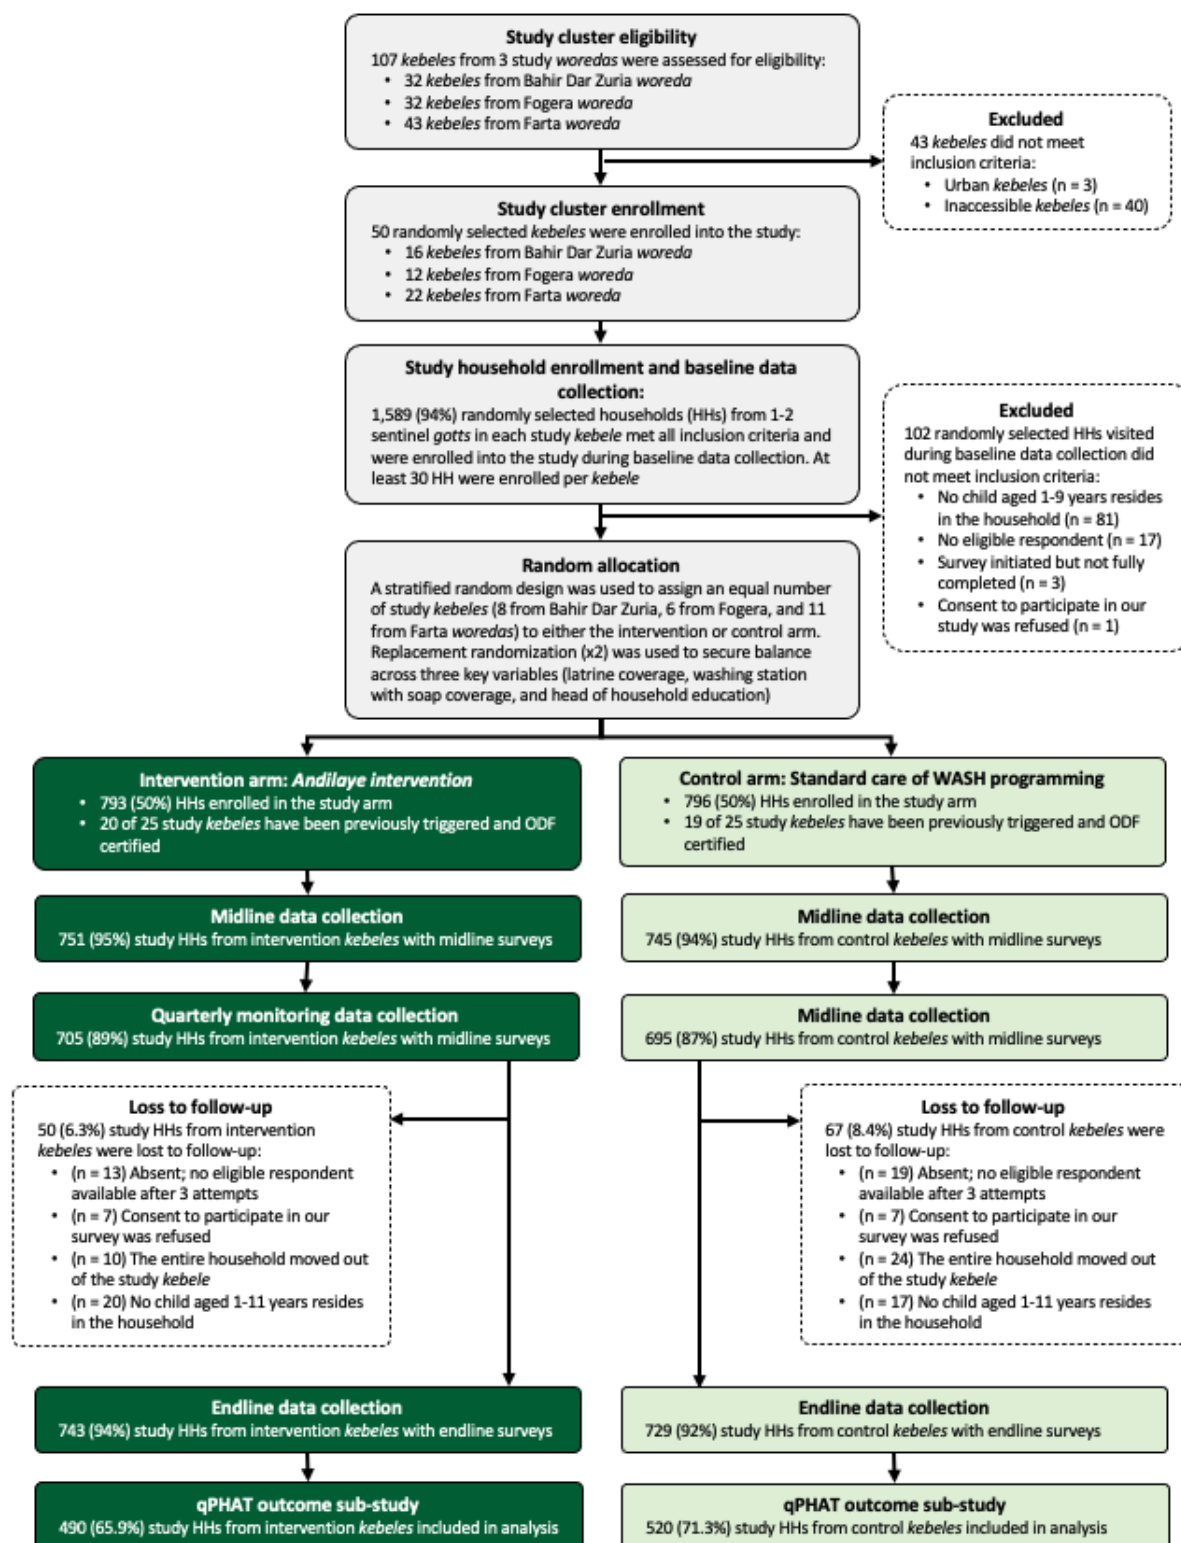 Study cluster eligibility
107 kebeles from 3 study woredas were assessed for eligibility:
• 32 kebeles from Bahir Dar Zuria woreda
• 32 kebeles from Fogera woreda
• 43 kebeles from Farta woreda
Excluded
43 kebeles did not meet
inclusion criteria:
• Urban kebeles (n = 3)
• Inaccessible kebeles (n = 40)
Study cluster enrollment
50 randomly selected kebeles were enrolled into the study:
• 16 kebeles from Bahir Dar Zuria woreda
• 12 kebeles from Fogera woreda
• 22 kebeles from Farta woreda
Study household enrollment and baseline data
collection:
1,589 (94%) randomly selected households (HHs) from 1-2
sentinel gotts in each study kebele met all inclusion criteria and
were enrolled into the study during baseline data collection. At
least 30 HH were enrolled per kebele
Excluded
102 randomly selected HHs visited
during baseline data collection did
not meet inclusion criteria:
• No child aged 1-9 years resides
in the household (n = 81)
• No eligible respondent (n = 17)
• Survey initiated but not fully
completed (n = 3)
• Consent to participate in our
study was refused (n = 1)
Random allocation
A stratified random design was used to assign an equal number
of study kebeles (8 from Bahir Dar Zuria, 6 from Fogera, and 11
from Farta woredas) to either the intervention or control arm.
Replacement randomization (x2) was used to secure balance
across three key variables (latrine coverage, washing station
with soap coverage, and head of household education)
Intervention arm: Andilaye intervention
• 793 (50%) HHs enrolled in the study arm
• 20 of 25 study kebeles have been previously triggered and ODF
certified
Control arm: Standard care of WASH programming
• 796 (50%) HHs enrolled in the study arm
• 19 of 25 study kebeles have been previously triggered and ODF
certified
Midline data collection
751 (95%) study HHs from intervention kebeles with midline surveys
Midline data collection
745 (94%) study HHs from control kebeles with midline surveys
Quarterly monitoring data collection
705 (89%) study HHs from intervention kebeles with midline surveys
Midline data collection
695 (87%) study HHs from control kebeles with midline surveys
Loss to follow-up
50 (6.3%) study HHs from intervention
kebeles were lost to follow-up:
• (n = 13) Absent; no eligible respondent
available after 3 attempts
• (n = 7) Consent to participate in our
survey was refused
• (n = 10) The entire household moved out
of the study kebele
• (n = 20) No child aged 1-11 years resides
in the household
Loss to follow-up
67 (8.4%) study HHs from control kebeles were
lost to follow-up:
• (n = 19) Absent; no eligible respondent
available after 3 attempts
• (n = 7) Consent to participate in our
survey was refused
• (n = 24) The entire household moved out
of the study kebele
• (n = 17) No child aged 1-11 years resides
in the household
Endline data collection
743 (94%) study HHs from intervention kebeles with endline surveys
Endline data collection
729 (92%) study HHs from control kebeles with endline surveys
qPHAT outcome sub-study
490 (65.9%) study HHs from intervention kebeles included in analysis
qPHAT outcome sub-study
520 (71.3%) study HHs from control kebeles included in analysis